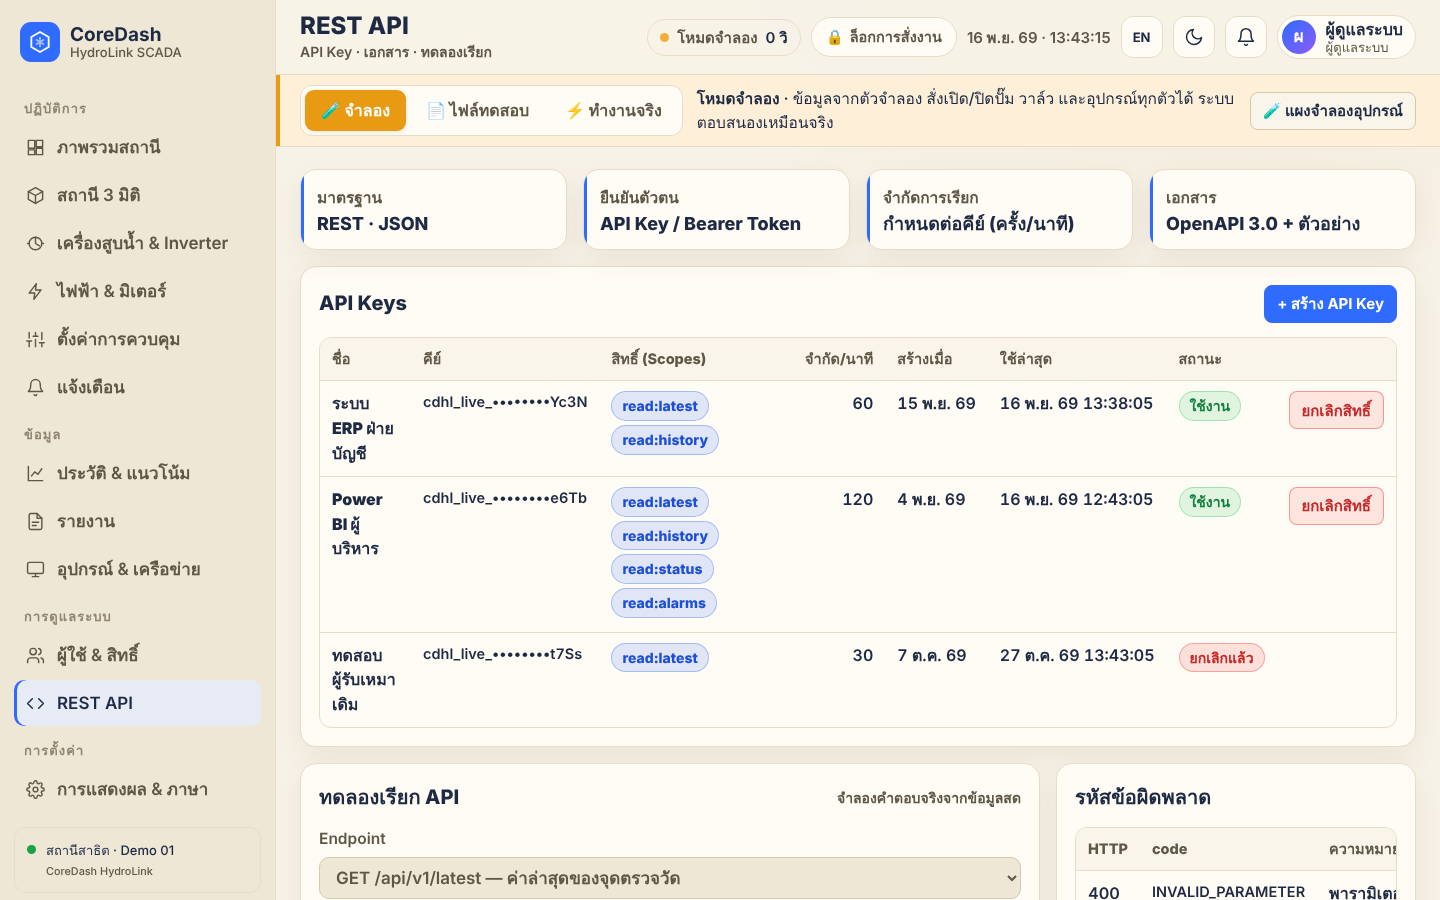 CoreDash
HydroLink SCADA
ปฏิบัติการ
ภาพรวมสถานี
สถานี 3 มิติ
เครื่องสูบน้ำ & Inverter
ไฟฟ้า & มิเตอร์
ตั้งค่าการควบคุม
แจ้งเตือน
ข้อมูล
ประวัติ & แนวโน้ม
รายงาน
อุปกรณ์ & เครือข่าย
การดูแลระบบ
ผู้ใช้ & สิทธิ์
REST API
การตั้งค่า
การแสดงผล & ภาษา
สถานีสาธิต · Demo 01
CoreDash HydroLink
REST API
API Key · เอกสาร · ทดลองเรียก
โหมดจำลอง 0 วิ
ล็อกการสั่งงาน
16 พ.ย. 69 · 13:43:15
EN
ผ
ผู้ดูแลระบบ
ผู้ดูแลระบบ
จำลอง
ไฟล์ทดสอบ
ทำงานจริง
โหมดจำลอง · ข้อมูลจากตัวจำลอง สั่งเปิด/ปิดปั๊ม วาล์ว และอุปกรณ์ทุกตัวได้ ระบบ
ตอบสนองเหมือนจริง
แผงจำลองอุปกรณ์
มาตรฐาน
REST · JSON
ยืนยันตัวตน
API Key / Bearer Token
จำกัดการเรียก
กำหนดต่อคีย์ (ครั้ง/นาที)
เอกสาร
OpenAPI 3.0 + ตัวอย่าง
API Keys
+ สร้าง API Key
ชื่อ คีย์ สิทธิ์ (Scopes) จำกัด/นาที สร้างเมื่อ ใช้ล่าสุด สถานะ
ระบบ
ERP ฝ่าย
บัญชี
cdhl_live_••••••••Yc3N
read:latest
read:history
60
15 พ.ย. 69
16 พ.ย. 69 13:38:05
ใช้งาน
ยกเลิกสิทธิ์
Power
BI ผู้
บริหาร
cdhl_live_••••••••e6Tb
read:latest
read:history
read:status
read:alarms
120
4 พ.ย. 69
16 พ.ย. 69 12:43:05
ใช้งาน
ยกเลิกสิทธิ์
ทดสอบ
ผู้รับเหมา
เดิม
cdhl_live_••••••••t7Ss
read:latest
30
7 ต.ค. 69
27 ต.ค. 69 13:43:05
ยกเลิกแล้ว
ทดลองเรียก API
จำลองคำตอบจริงจากข้อมูลสด
Endpoint
GET /api/v1/latest — ค่าล่าสุดของจุดตรวจวัด
รหัสข้อผิดพลาด
HTTP code ความหมาย
400 INVALID_PARAMETER